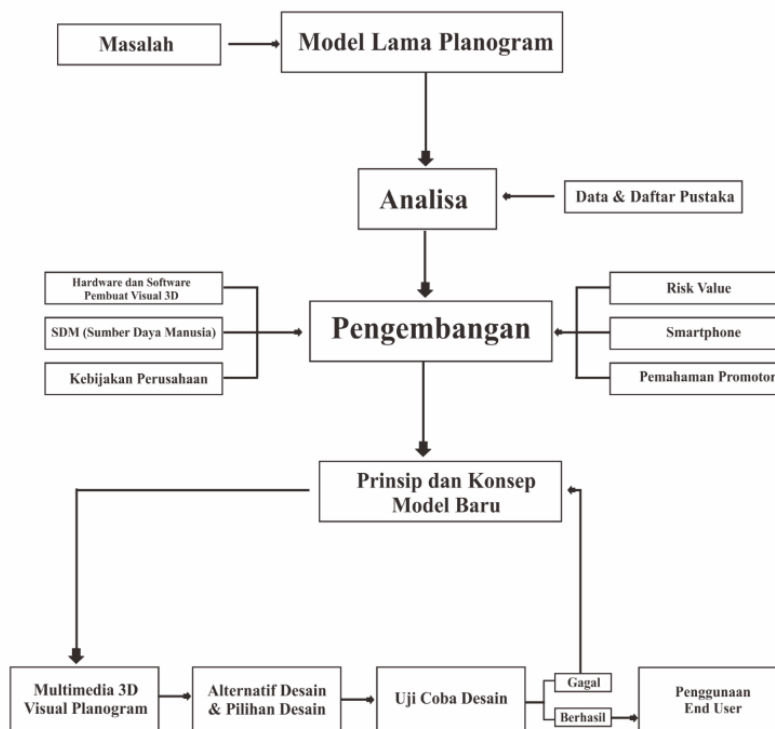 Masalah
Model Lama Planogram
Analisa
Data & Daftar Pustaka
Hardware dan Software
Pembuat Visual 3D
SDM (Sumber Daya Manusia)
Kebijakan Perusahaan
Pengembangan
Risk Value
Smartphone
Pemahaman Promotor
Prinsip dan Konsep
Model Baru
Multimedia 3D
Visual Planogram
Alternatif Desain
& Pilihan Desain
Uji Coba Desain
Gagal
Berhasil
Penggunaan
End User